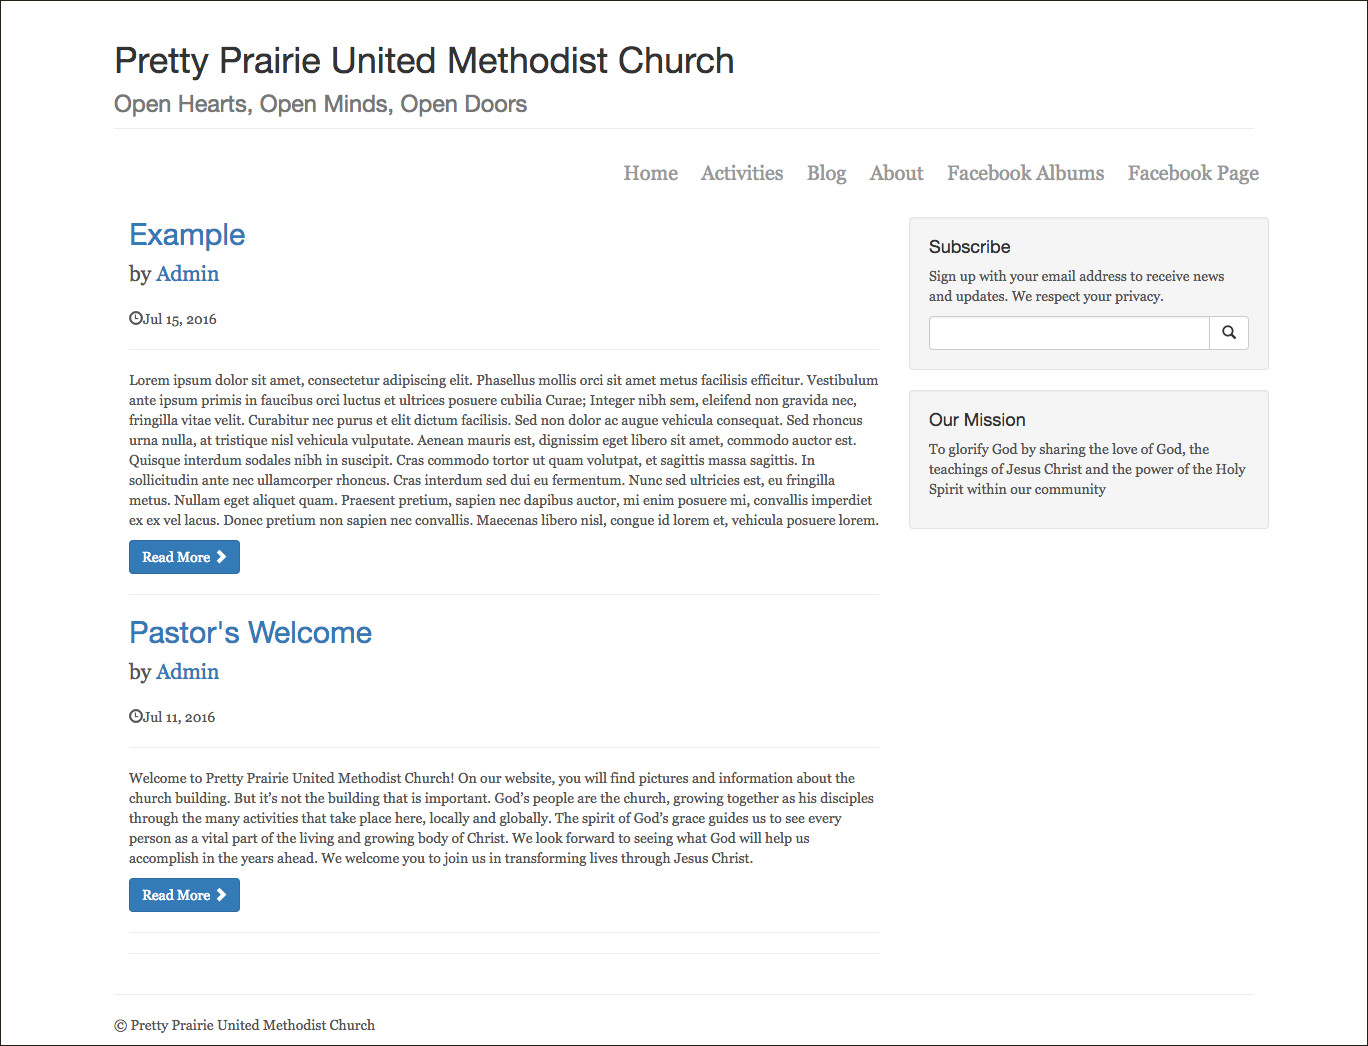 Pretty Prairie United Methodist Church
Open Hearts, Open Minds, Open Doors
Home Activities Blog About Facebook Albums Facebook Page
Example
by Admin
Jul 15, 2016
Lorem ipsum dolor sit amet, consectetur adipiscing elit. Phasellus mollis orci sit amet metus facilisis efficitur. Vestibulum
ante ipsum primis in faucibus orci luctus et ultrices posuere cubilia Curae; Integer nibh sem, eleifend non gravida nec,
fringilla vitae velit. Curabitur nec purus et elit dictum facilisis. Sed non dolor ac augue vehicula consequat. Sed rhoncus
urna nulla, at tristique nisl vehicula vulputate. Aenean mauris est, dignissim eget libero sit amet, commodo auctor est.
Quisque interdum sodales nibh in suscipit. Cras commodo tortor ut quam volutpat, et sagittis massa sagittis. In
sollicitudin ante nec ullamcorper rhoncus. Cras interdum sed dui eu fermentum. Nunc sed ultricies est, eu fringilla
metus. Nullam eget aliquet quam. Praesent pretium, sapien nec dapibus auctor, mi enim posuere mi, convallis imperdiet
ex ex vel lacus. Donec pretium non sapien nec convallis. Maecenas libero nisl, congue id lorem et, vehicula posuere lorem.
Read More
Pastor's Welcome
by Admin
Jul 11, 2016
Welcome to Pretty Prairie United Methodist Church! On our website, you will find pictures and information about the
church building. But it’s not the building that is important. God’s people are the church, growing together as his disciples
through the many activities that take place here, locally and globally. The spirit of God’s grace guides us to see every
person as a vital part of the living and growing body of Christ. We look forward to seeing what God will help us
accomplish in the years ahead. We welcome you to join us in transforming lives through Jesus Christ.
Read More
Subscribe
Sign up with your email address to receive news
and updates. We respect your privacy.
Our Mission
To glorify God by sharing the love of God, the
teachings of Jesus Christ and the power of the Holy
Spirit within our community
© Pretty Prairie United Methodist Church